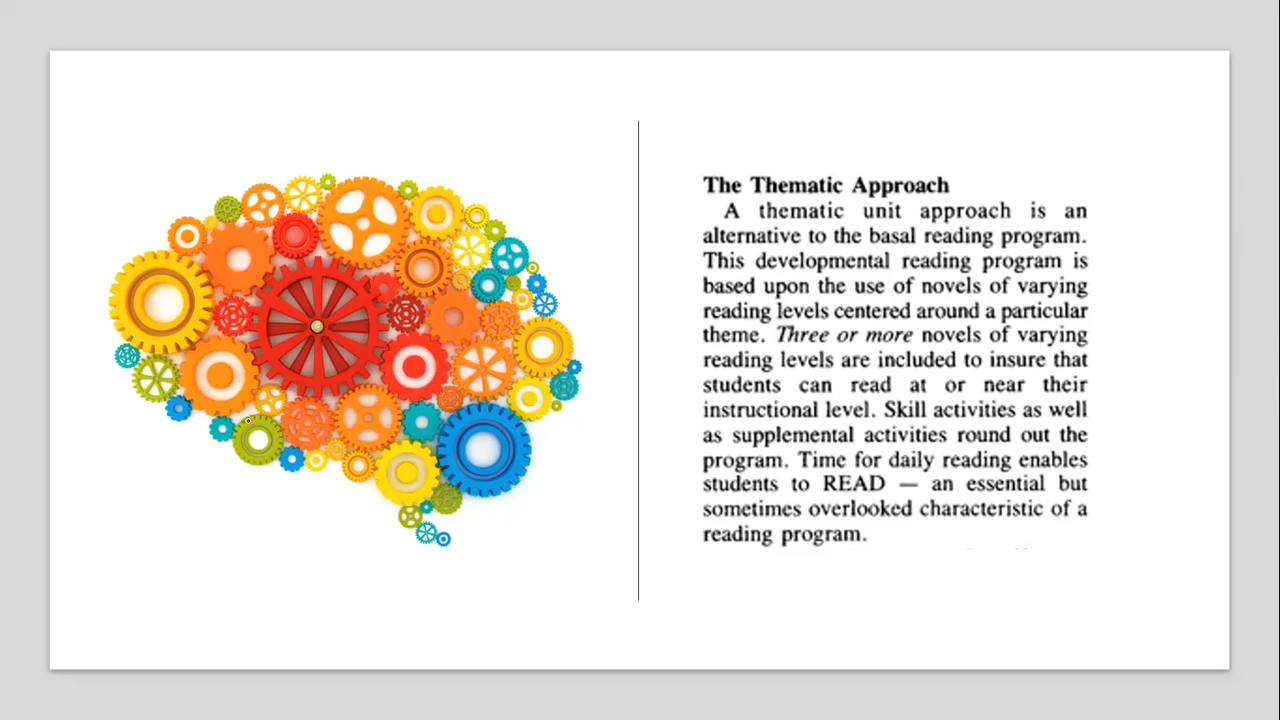 The Thematic Approach
A thematic unit approach is an
alternative to the basal reading program.
This developmental reading program is
based upon the use of novels of varying
reading levels centered around a particular
theme. Three or more novels of varying
reading levels are included to insure that
students can read at or near their
instructional level. Skill activities as well
as supplemental activities round out the
program. Time for daily reading enables
students to READ — an essential but
sometimes overlooked characteristic of a
reading program.